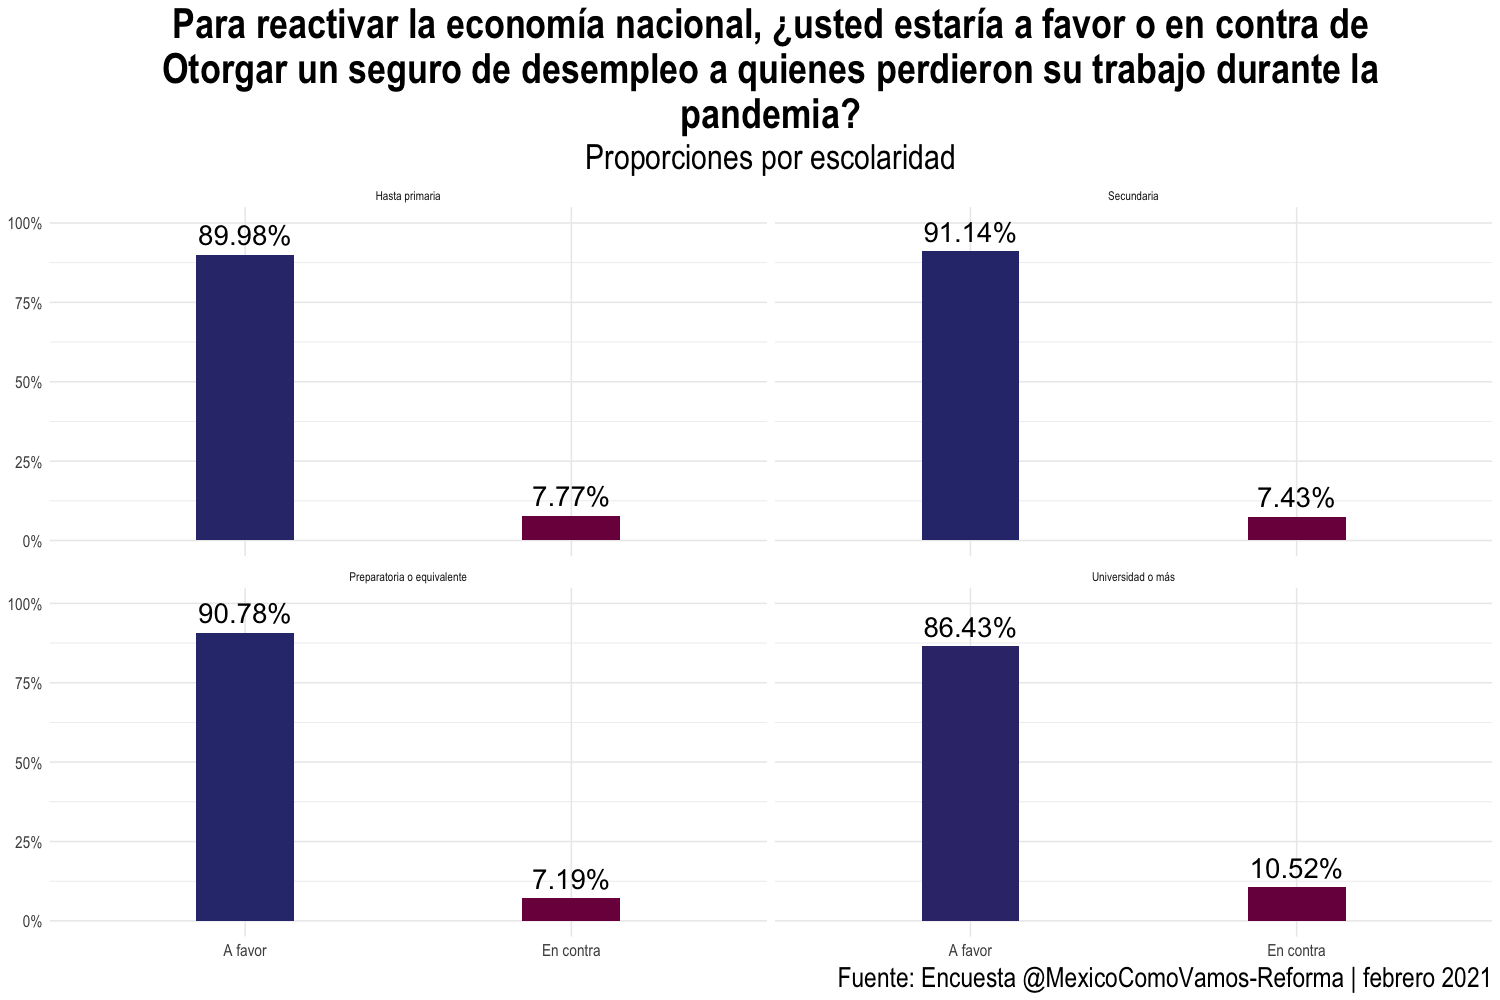 Para reactivar la economía nacional, ¿usted estaría a favor o en contra de
Otorgar un seguro de desempleo a quienes perdieron su trabajo durante la
pandemia?
Proporciones por escolaridad
Hasta primaria
100%
75%
50%
25%
0%
89.98%
7.77%
Secundaria
91.14%
7.43%
Preparatoria o equivalente
100%
75%
50%
25%
0%
90.78%
7.19%
A favor
En contra
Universidad o más
86.43%
10.52%
A favor
En contra
Fuente: Encuesta @MexicoComoVamos-Reforma | febrero 2021